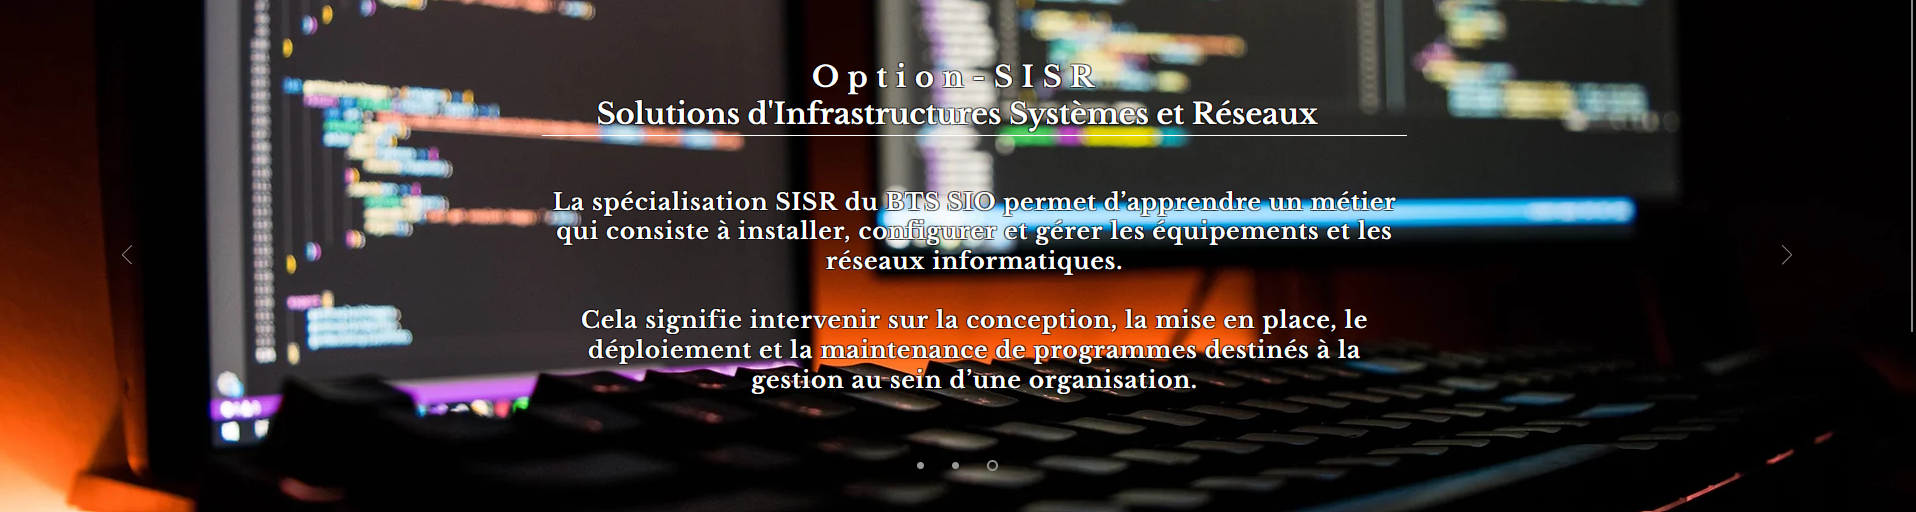 Option-SISR
Solutions d'Infrastructures Systèmes et Réseaux
La spécialisation SISR du BTS SIO permet d’apprendre un métier
qui consiste à installer, configurer et gérer les équipements et les
réseaux informatiques.
Cela signifie intervenir sur la conception, la mise en place, le
déploiement et la maintenance de programmes destinés à la
gestion au sein d’une organisation.